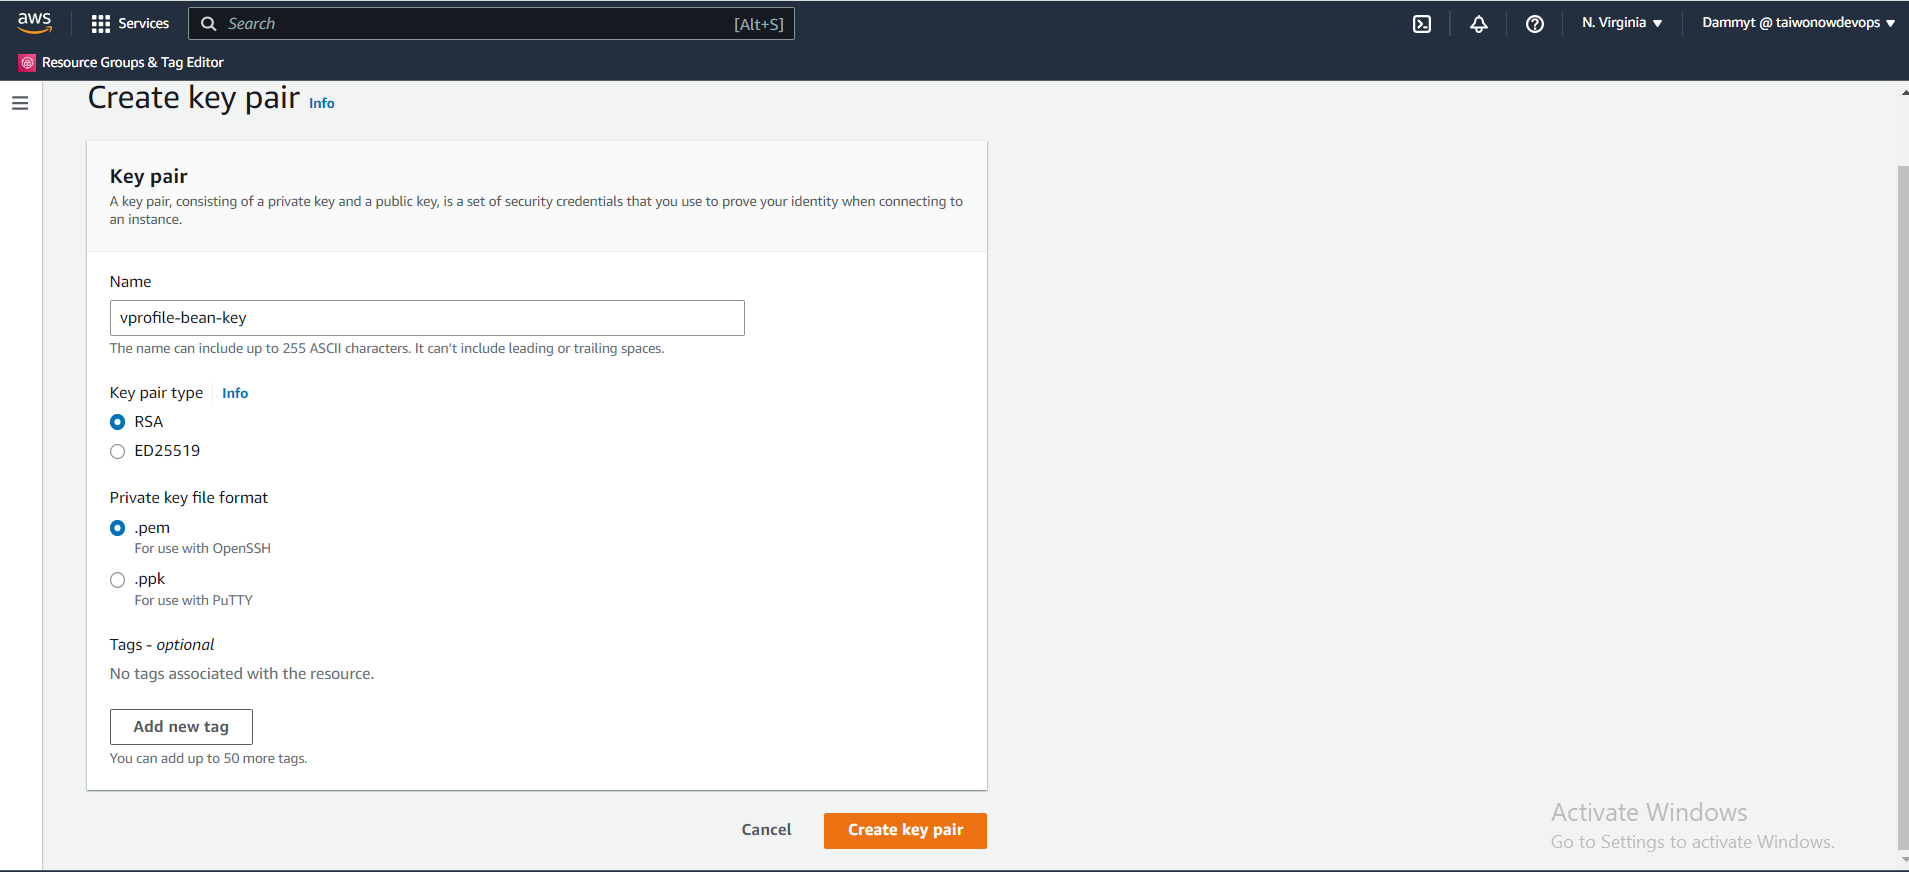 aws
Services
Search
[Alt+S]
N. Virginia
Dammyt @ taiwonowdevops
Resource Groups & Tag Editor
Create key pair Info
Key pair
A key pair, consisting of a private key and a public key, is a set of security credentials that you use to prove your identity when connecting to
an instance.
Name
vprofile-bean-key
The name can include up to 255 ASCII characters. It can't include leading or trailing spaces.
Key pair type Info
RSA
ED25519
Private key file format
.pem
For use with OpenSSH
.ppk
For use with PuTTY
Tags - optional
No tags associated with the resource.
Add new tag
You can add up to 50 more tags.
Cancel
Create key pair
Activate Windows
Go to Settings to activate Windows.